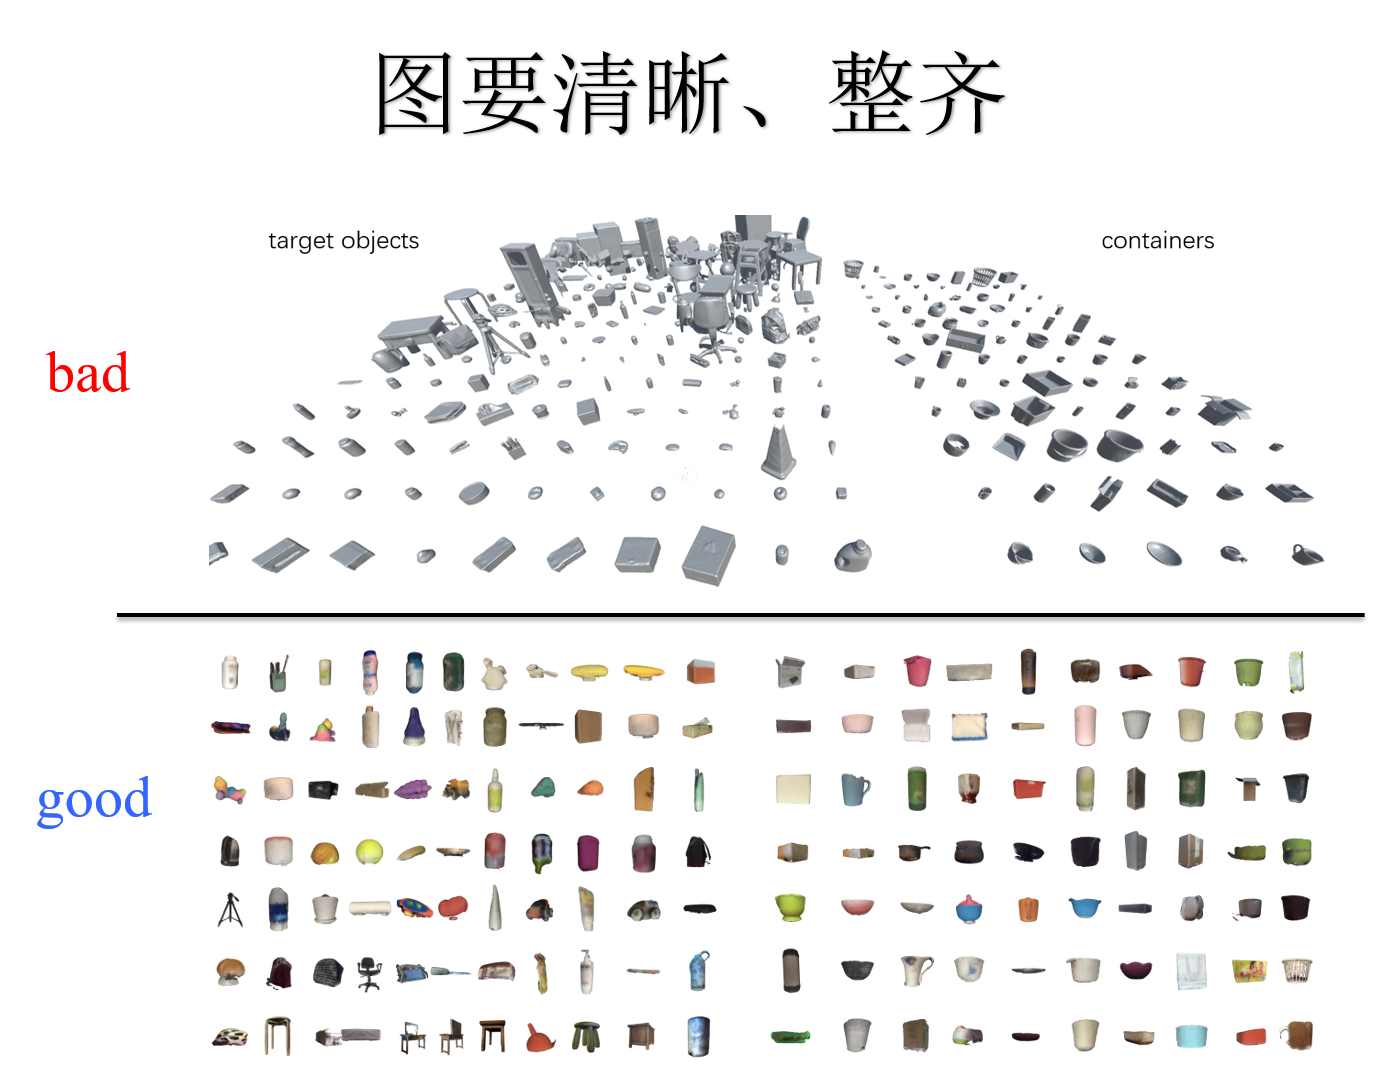 图要清晰、整齐
target objects
containers
bad
good